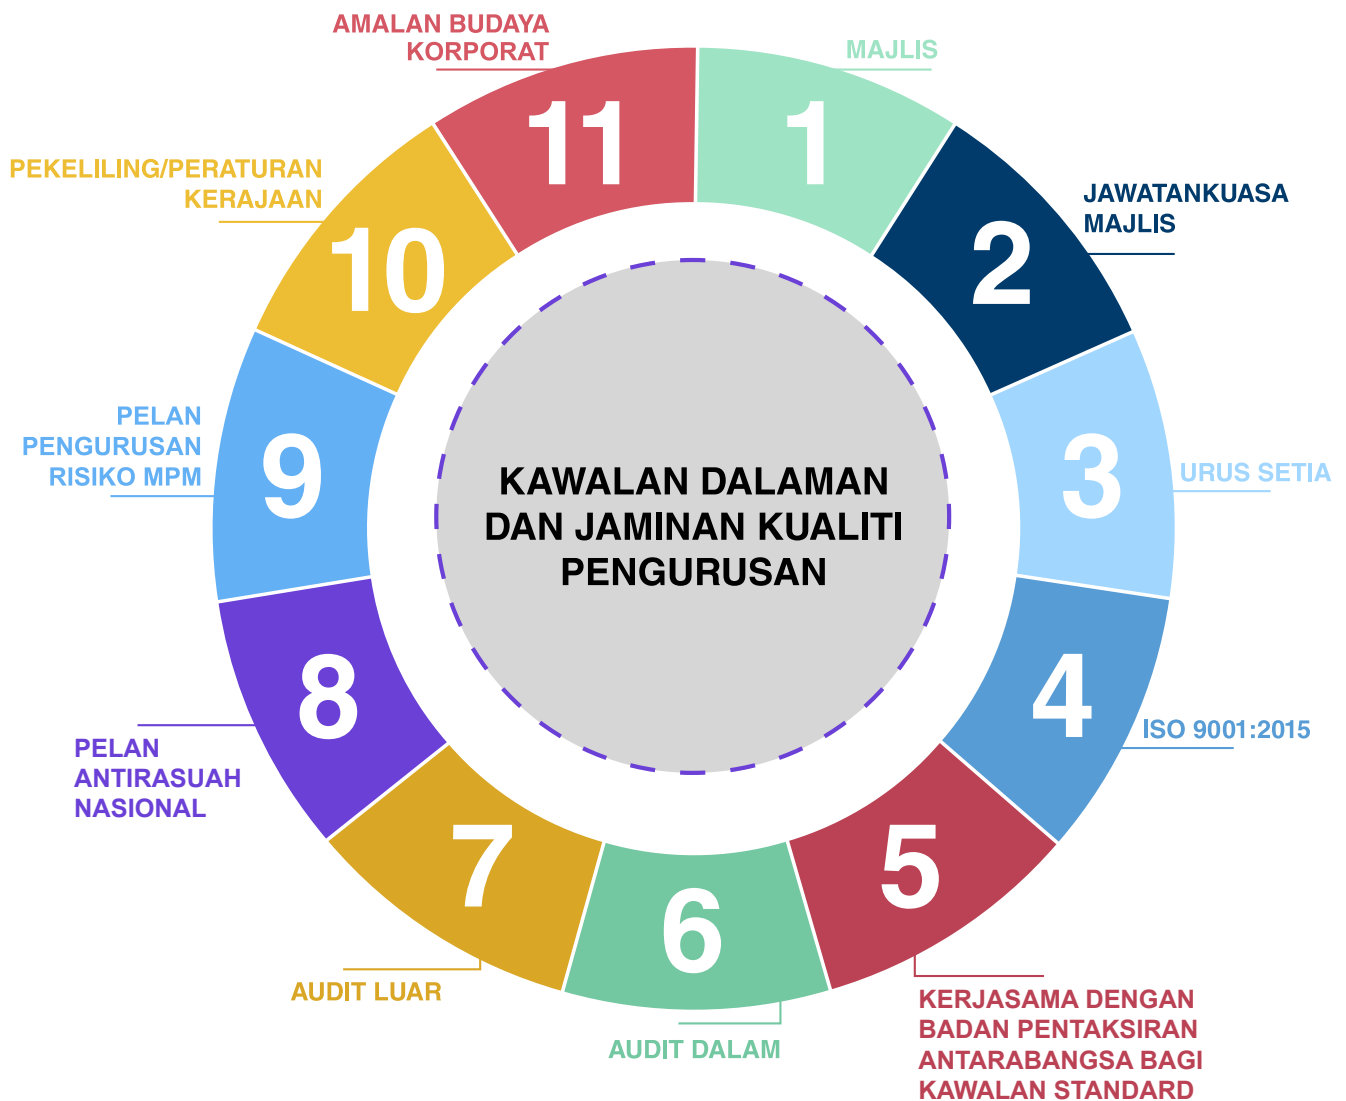 KAWALAN DALAMAN
DAN JAMINAN KUALITI
PENGURUSAN
1
MAJLIS
2
JAWATANKUASA
MAJLIS
3
URUS SETIA
4
ISO 9001:2015
5
KERJASAMA DENGAN
BADAN PENTAKSIRAN
ANTARABANGSA BAGI
KAWALAN STANDARD
6
AUDIT DALAM
7
AUDIT LUAR
8
PELAN
ANTIRASUAH
NASIONAL
9
PELAN
PENGURUSAN
RISIKO MPM
10
PEKELILING/PERATURAN
KERAJAAN
11
AMALAN BUDAYA
KORPORAT